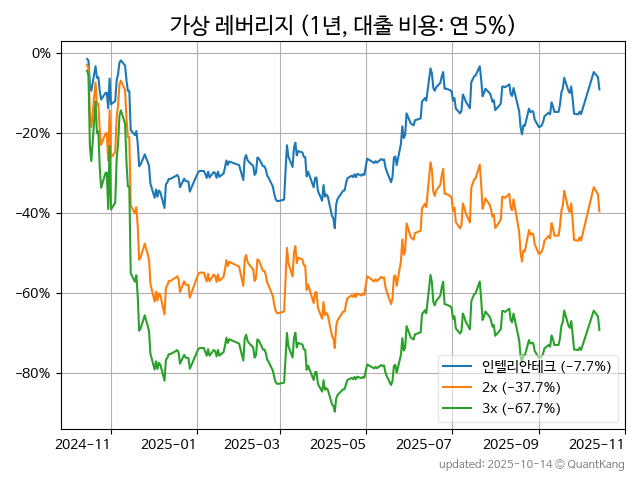 가상 레버리지 (1년, 대출 비용: 연 5%)
0%
−20%
−40%
−60%
−80%
인텔리안테크 (−7.7%)
2x (−37.7%)
3x (−67.7%)
2024−11 2025−01 2025−03 2025−05 2025−07 2025−09 2025−11
updated: 2025-10-14 © QuantKang